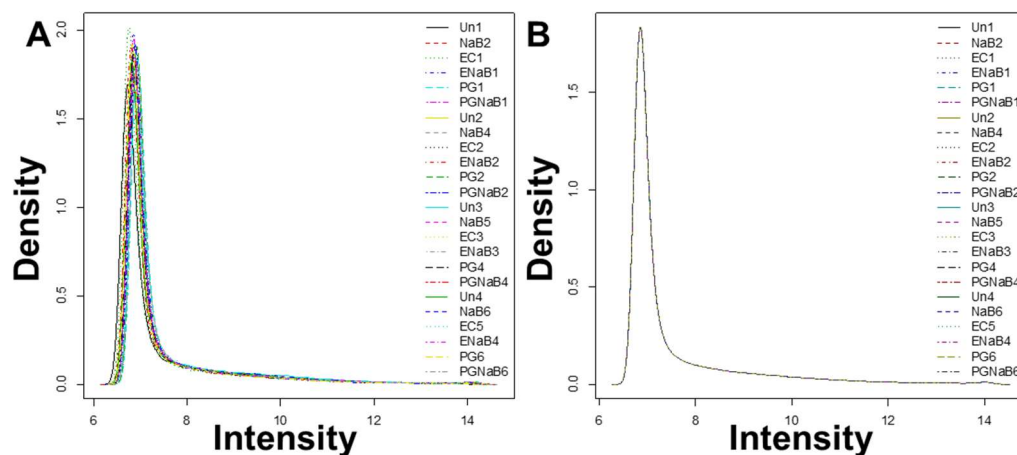 A
Density
2.0
1.5
1.0
0.5
0.0
6
8
10
12
14
Intensity
Un1
NaB2
EC1
ENaB1
PG1
PGNaB1
Un2
NaB4
EC2
ENaB2
PG2
PGNaB2
Un3
NaB5
EC3
ENaB3
PG4
PGNaB4
Un4
NaB6
EC5
ENaB4
PG6
PGNaB6
B
Density
1.5
1.0
0.5
0.0
6
8
10
12
14
Intensity
Un1
NaB2
EC1
ENaB1
PG1
PGNaB1
Un2
NaB4
EC2
ENaB2
PG2
PGNaB2
Un3
NaB5
EC3
ENaB3
PG4
PGNaB4
Un4
NaB6
EC5
ENaB4
PG6
PGNaB6